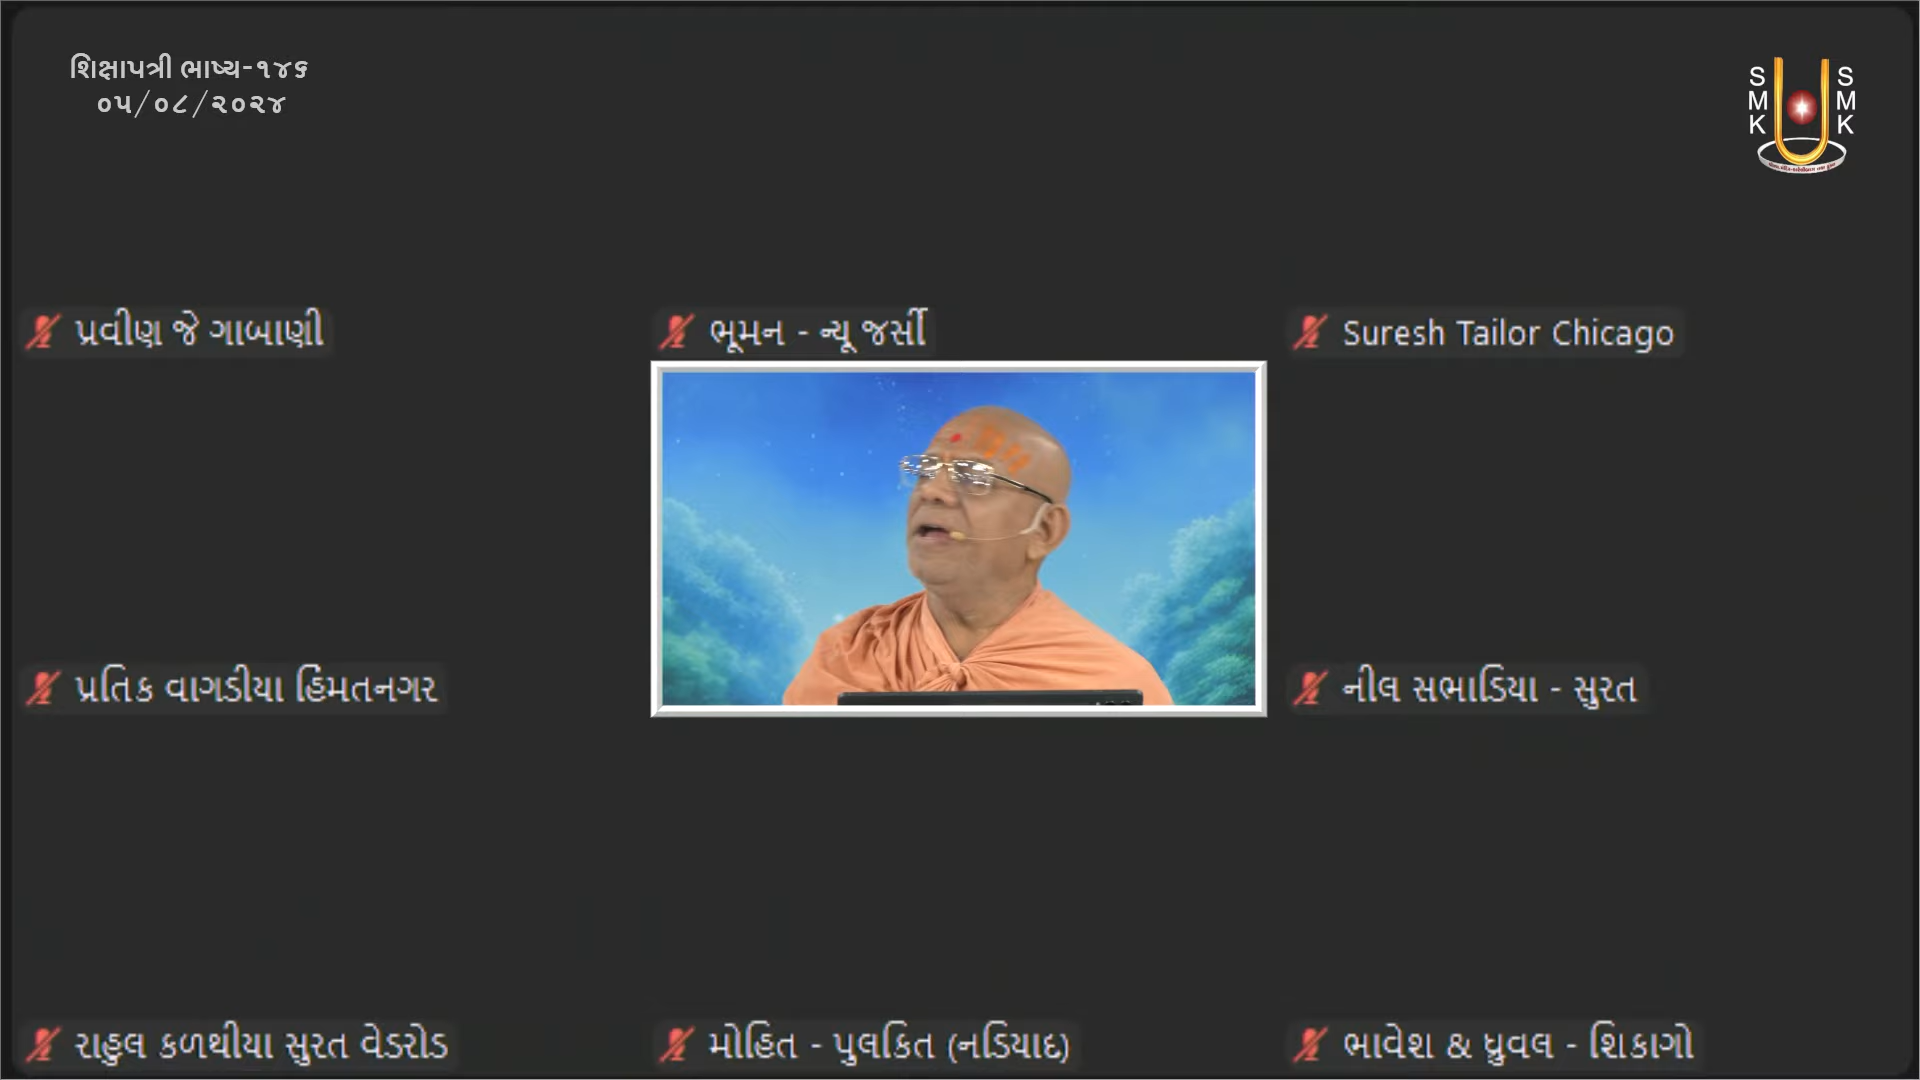 શિક્ષાપત્રી ભાષ્ય-૧૪૬
૦૫/૦૮/૨૦૨૪
S S
M M
K K
પ્રવીણ જે ગાબાણી
ભૂમન - ન્યૂ જર્સી
Suresh Tailor Chicago
પ્રતિક વાગડીયા હિંમતનગર
નીલ સભાડિયા - સુરત
રાહુલ કળથીયા સુરત વેડરોડ
મોહિત - પુલકિત (નડિયાદ)
ભાવેશ & ધ્રુવલ - શિકાગો